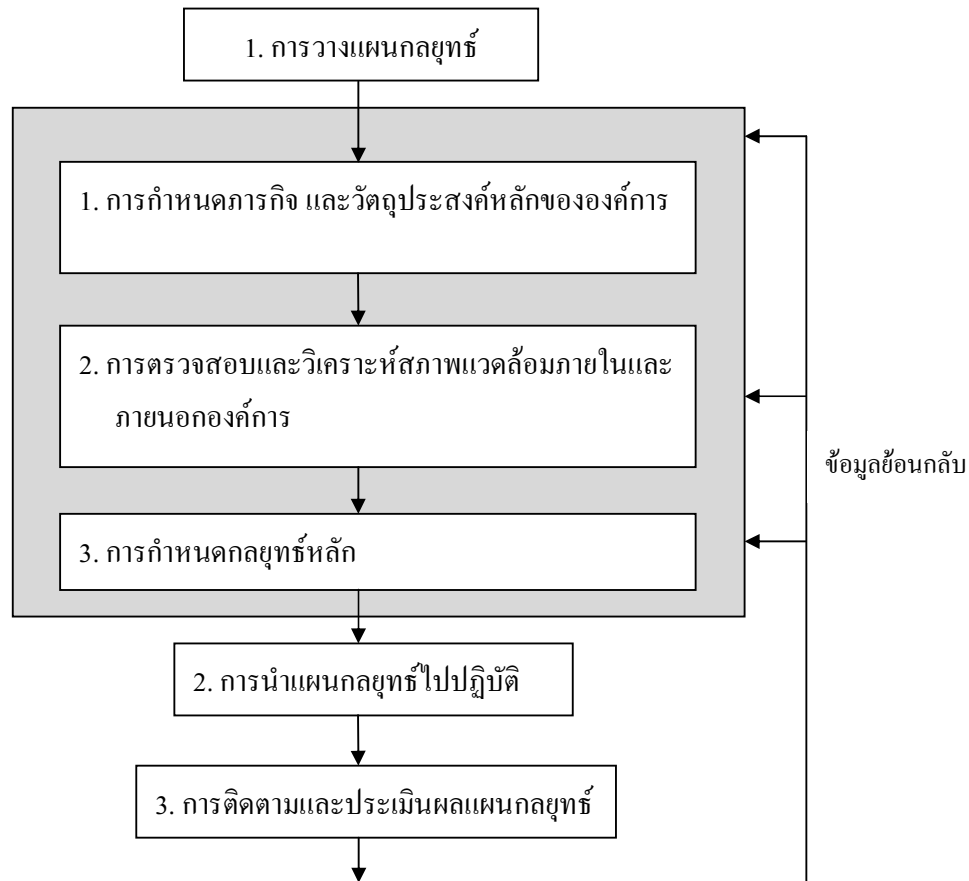 1. การวางแผนกลยุทธ์
1. การกำหนดภารกิจ และวัตถุประสงค์หลักขององค์การ
2. การตรวจสอบและวิเคราะห์สภาพแวดล้อมภายในและ
ภายนอกองค์การ
ข้อมูลย้อนกลับ
3. การกำหนดกลยุทธ์หลัก
2. การนำแผนกลยุทธ์ไปปฏิบัติ
3. การติดตามและประเมินผลแผนกลยุทธ์